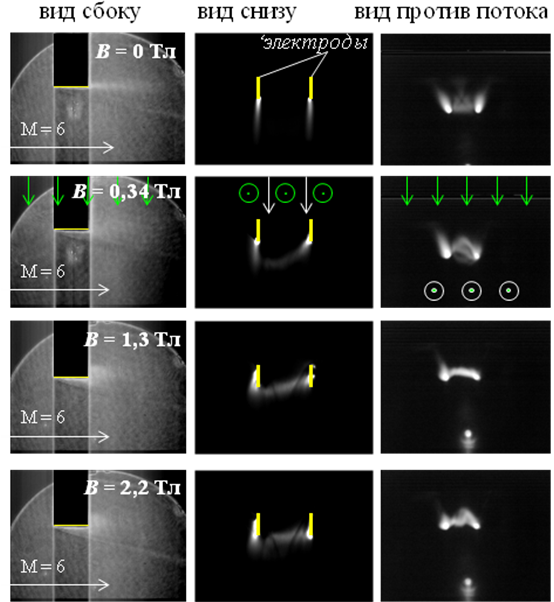 вид сбоку
вид снизу
вид против потока
B = 0 Тл
'электроды
M = 6
B = 0,34 Тл
M = 6
B = 1,3 Тл
M = 6
B = 2,2 Тл
M = 6